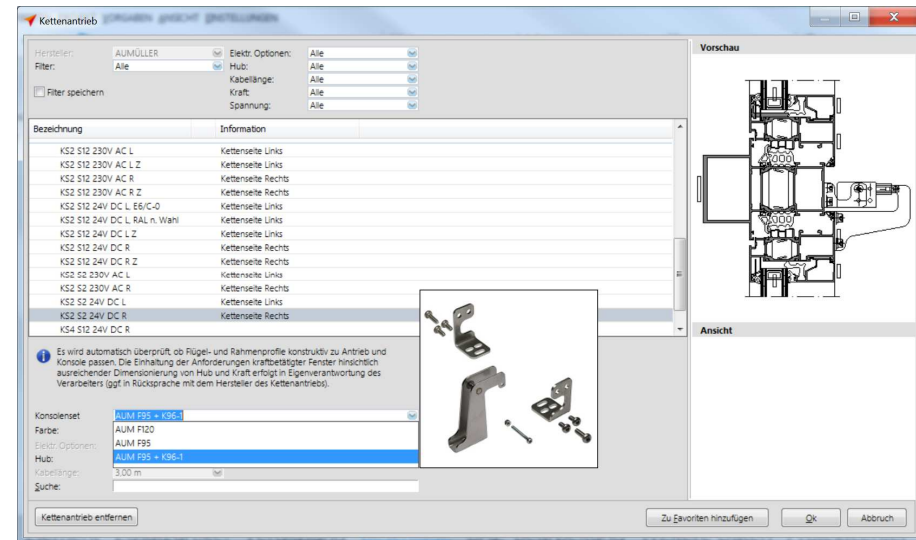 Kettenantrieb
VORGABEN ANSICHT EINSTELLUNGEN
Hersteller: AUMÜLLER Elektr. Optionen: Alle
Filter: Alle Hub: Alle
Kabellänge: Alle
Filter speichern Kraft: Alle
Spannung: Alle
Bezeichnung Information
KS2 S12 230V AC L Kettenseite Links
KS2 S12 230V AC L Z Kettenseite Links
KS2 S12 230V AC R Kettenseite Rechts
KS2 S12 230V AC R Z Kettenseite Rechts
KS2 S12 24V DC L, E6/C-0 Kettenseite Links
KS2 S12 24V DC L, RAL n. Wahl Kettenseite Links
KS2 S12 24V DC L Z Kettenseite Links
KS2 S12 24V DC R Kettenseite Rechts
KS2 S12 24V DC R Z Kettenseite Rechts
KS2 S2 230V AC L Kettenseite Links
KS2 S2 230V AC R Kettenseite Rechts
KS2 S2 24V DC L Kettenseite Links
KS2 S2 24V DC R Kettenseite Rechts
KS4 S12 24V DC R
Es wird automatisch überprüft, ob Flügel- und Rahmenprofile konstruktiv zu Antrieb und
Konsole passen. Die Einhaltung der Anforderungen kraftbetätigter Fenster hinsichtlich
ausreichender Dimensionierung von Hub und Kraft erfolgt in Eigenverantwortung des
Verarbeiters (ggf. in Rücksprache mit dem Hersteller des Kettenantriebs).
Konsolenset AUM F95 + K96-1
Farbe: AUM F120
Elektr. Optionen: AUM F95
Hub: AUM F95 + K96-1
Kabellänge: 3,00 m
Suche:
Kettenantrieb entfernen
Zu Favoriten hinzufügen
Ok
Abbruch
Vorschau
Ansicht